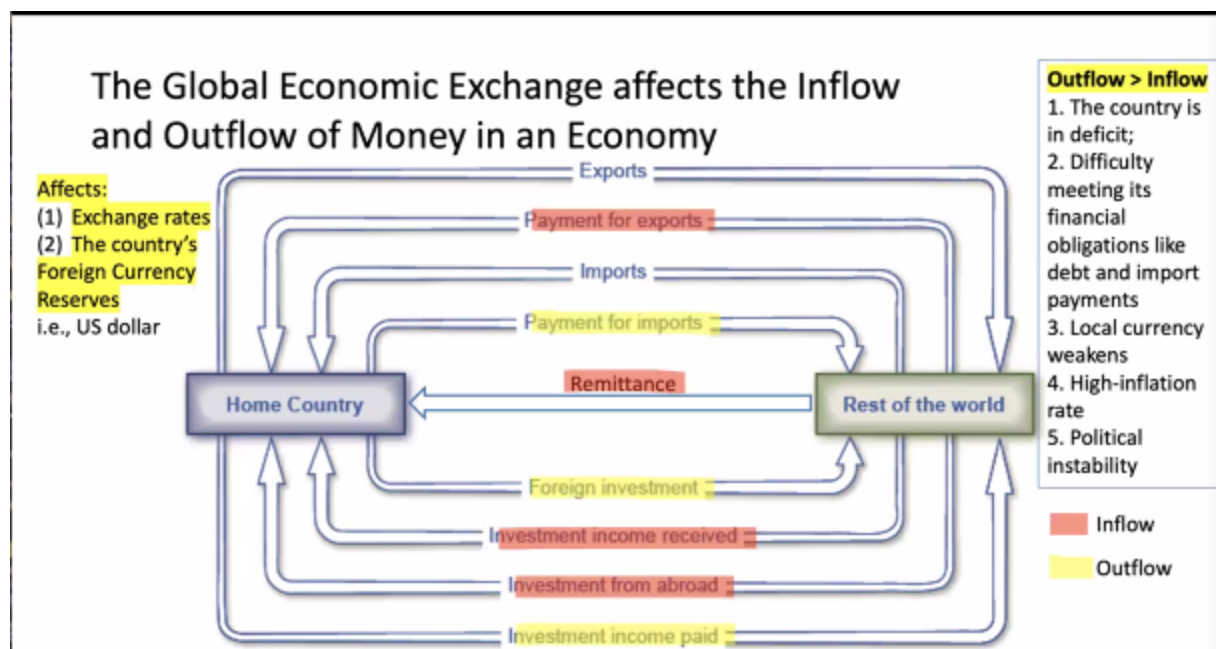 The Global Economic Exchange affects the Inflow
and Outflow of Money in an Economy
Affects:
(1) Exchange rates
(2) The country's
Foreign Currency
Reserves
i.e., US dollar
Exports
Payment for exports
Imports
Payment for imports
Remittance
Home Country
Rest of the world
Foreign investment
Investment income received
Investment from abroad
Investment income paid
Outflow > Inflow
1. The country is
in deficit;
2. Difficulty
meeting its
financial
obligations like
debt and import
payments
3. Local currency
weakens
4. High-inflation
rate
5. Political
instability
Inflow
Outflow